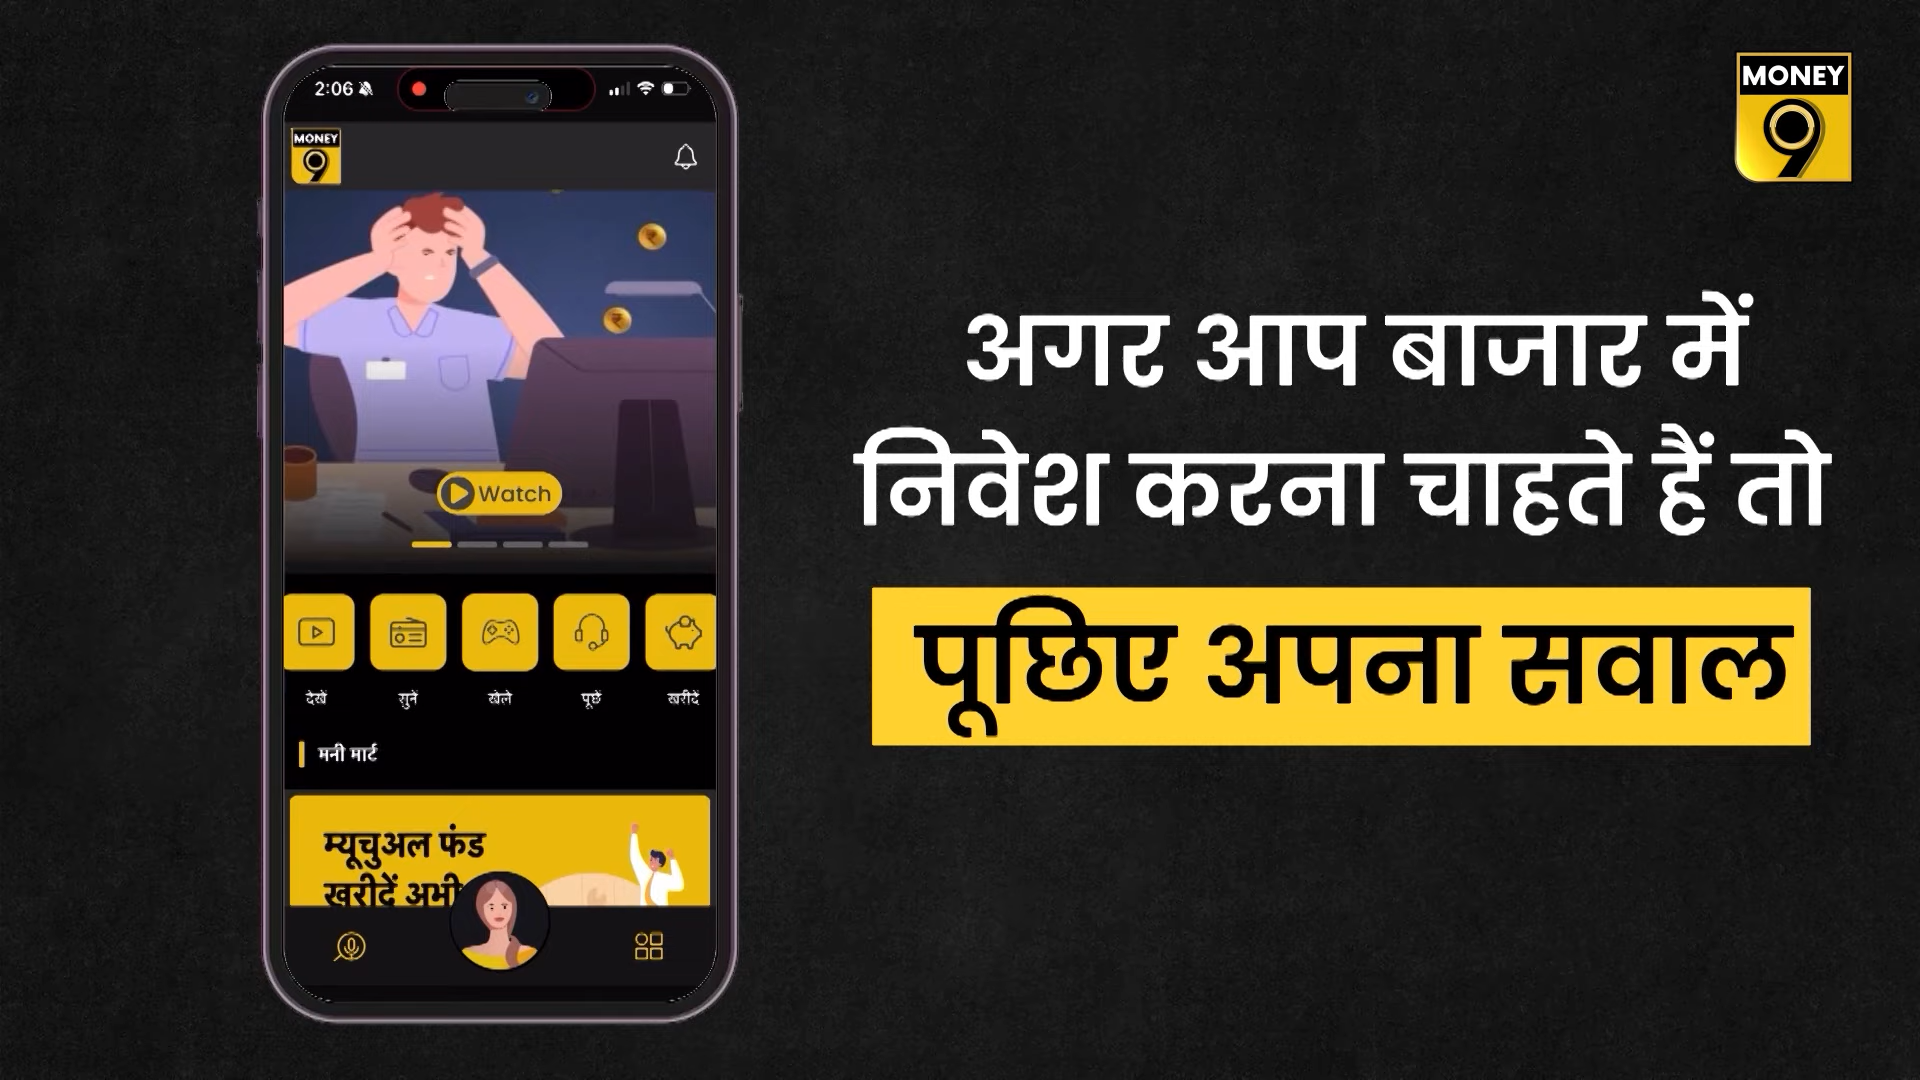 2:06
MONEY
9
Watch
देखें
सुनें
खेले
पूछें
खरीदें
मनी मार्ट
म्यूचुअल फंड
खरीदें अभी
MONEY
9
अगर आप बाजार में
निवेश करना चाहते हैं तो
पूछिए अपना सवाल